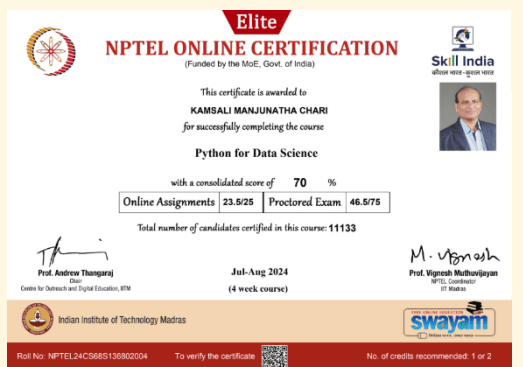 Elite
NPTEL ONLINE CERTIFICATION
(Funded by the MoE, Govt. of India)
Skill India
कौशल भारत - कुशल भारत
This certificate is awarded to
KAMSALI MANJUNATHA CHARI
for successfully completing the course
Python for Data Science
with a consolidated score of 70 %
Online Assignments 23.5/25 Proctored Exam 46.5/75
Total number of candidates certified in this course: 11133
M. Vignesh
Prof. Andrew Thangaraj
Chair
Centre for Outreach and Digital Education, IITM
Jul-Aug 2024
(4 week course)
Prof. Vignesh Muthuvijayan
NPTEL Coordinator
IIT Madras
Indian Institute of Technology Madras
FREE ONLINE EDUCATION
swayam
Roll No: NPTEL24CS68S136802004
To verify the certificate
No. of credits recommended: 1 or 2